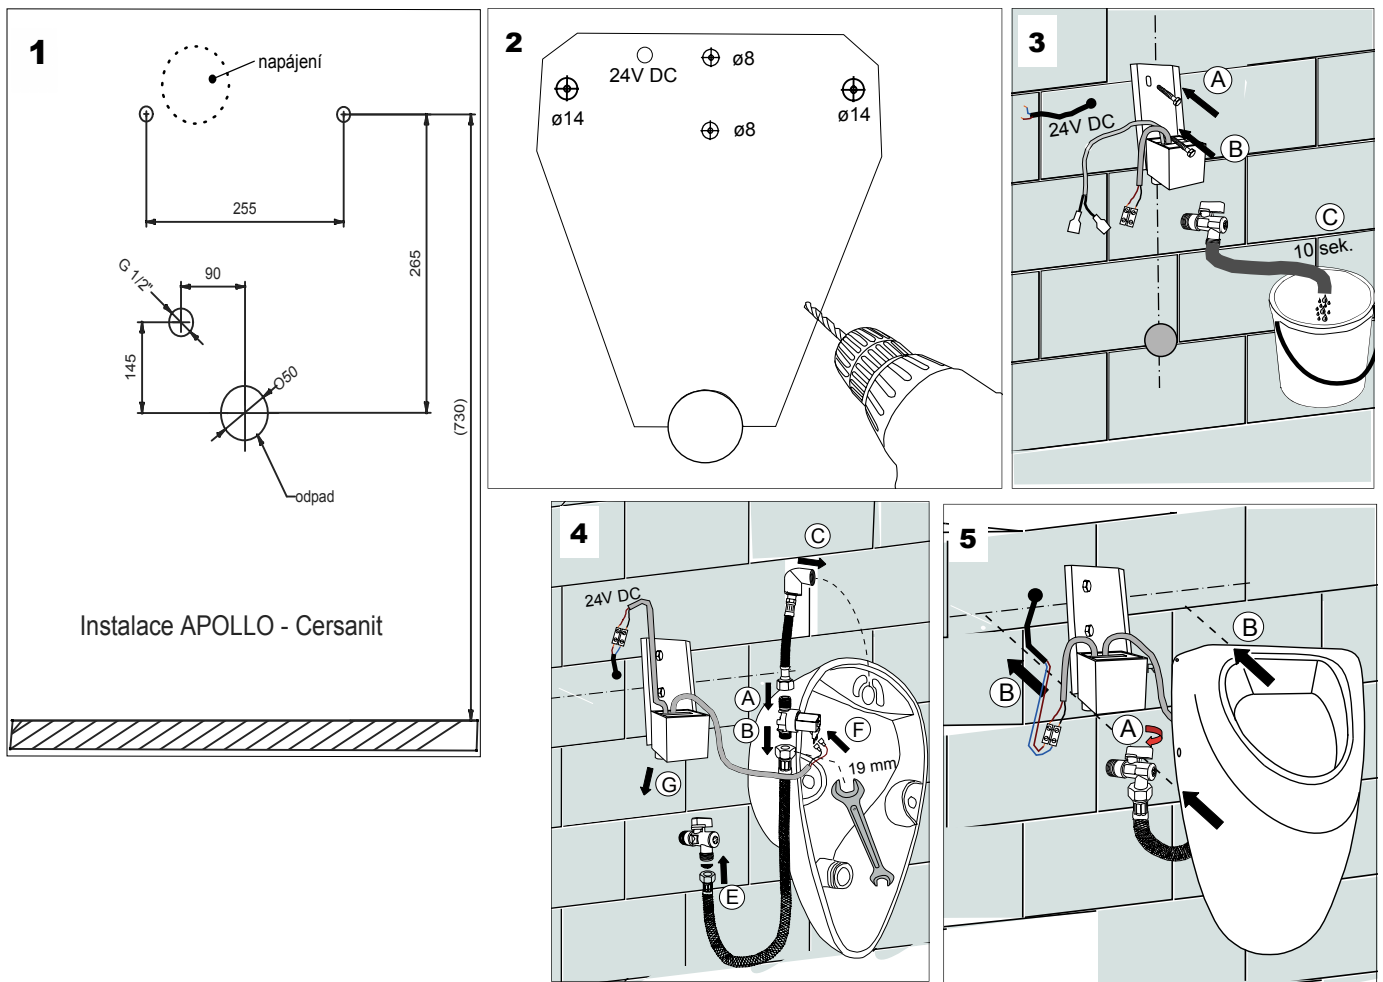 1
napájení
255
265
G 1/2"
90
145
Ø50
(730)
odpad
Instalace APOLLO - Cersanit
2
24V DC
ø8
ø14
ø14
ø8
3
A
24V DC
B
C
10 sek.
4
C
24V DC
A
B
F
19 mm
G
E
5
B
B
A